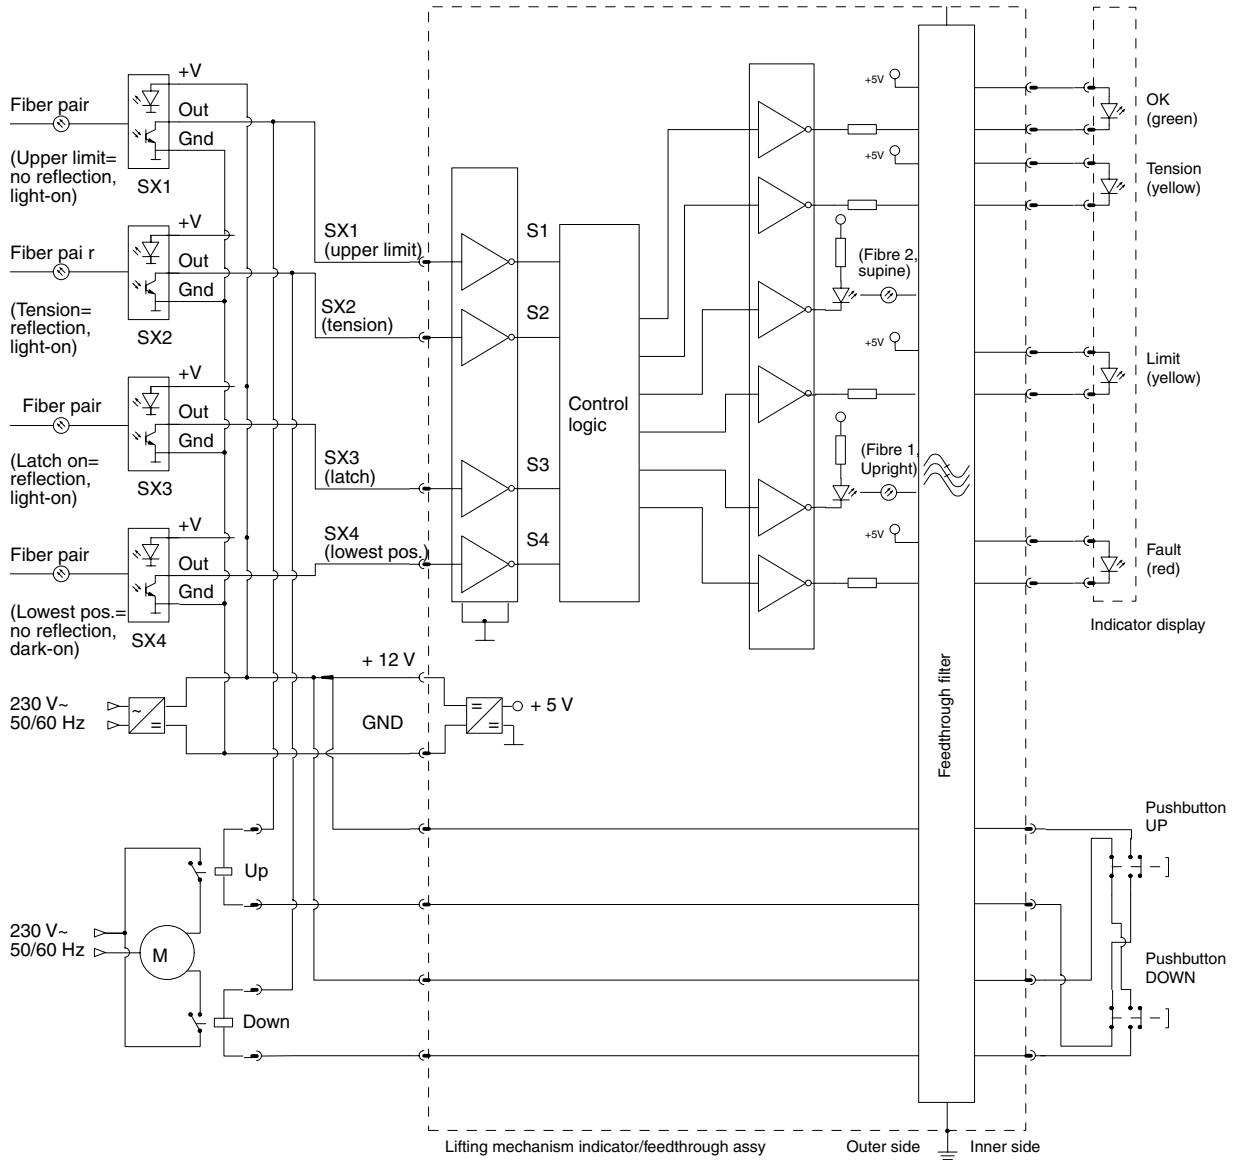 +V
Fiber pair
Out
Gnd
(Upper limit=
no reflection,
light-on)
SX1
+V
Fiber pai r
Out
Gnd
(Tension=
reflection,
light-on)
SX2
+V
Fiber pair
Out
Gnd
(Latch on=
reflection,
light-on)
SX3
+V
Fiber pair
Out
Gnd
(Lowest pos.=
no reflection,
dark-on)
SX4
SX1
(upper limit)
SX2
(tension)
SX3
(latch)
SX4
(lowest pos.)
S1
S2
S3
S4
Control
logic
+5V
+5V
(Fibre 2,
supine)
+5V
(Fibre 1,
Upright)
+5V
Feedthrough filter
OK
(green)
Tension
(yellow)
Limit
(yellow)
Fault
(red)
Indicator display
230 V~
50/60 Hz
~
=
+ 12 V
GND
=
=
+ 5 V
Up
230 V~
50/60 Hz
M
Down
Pushbutton
UP
Pushbutton
DOWN
Lifting mechanism indicator/feedthrough assy
Outer side
Inner side